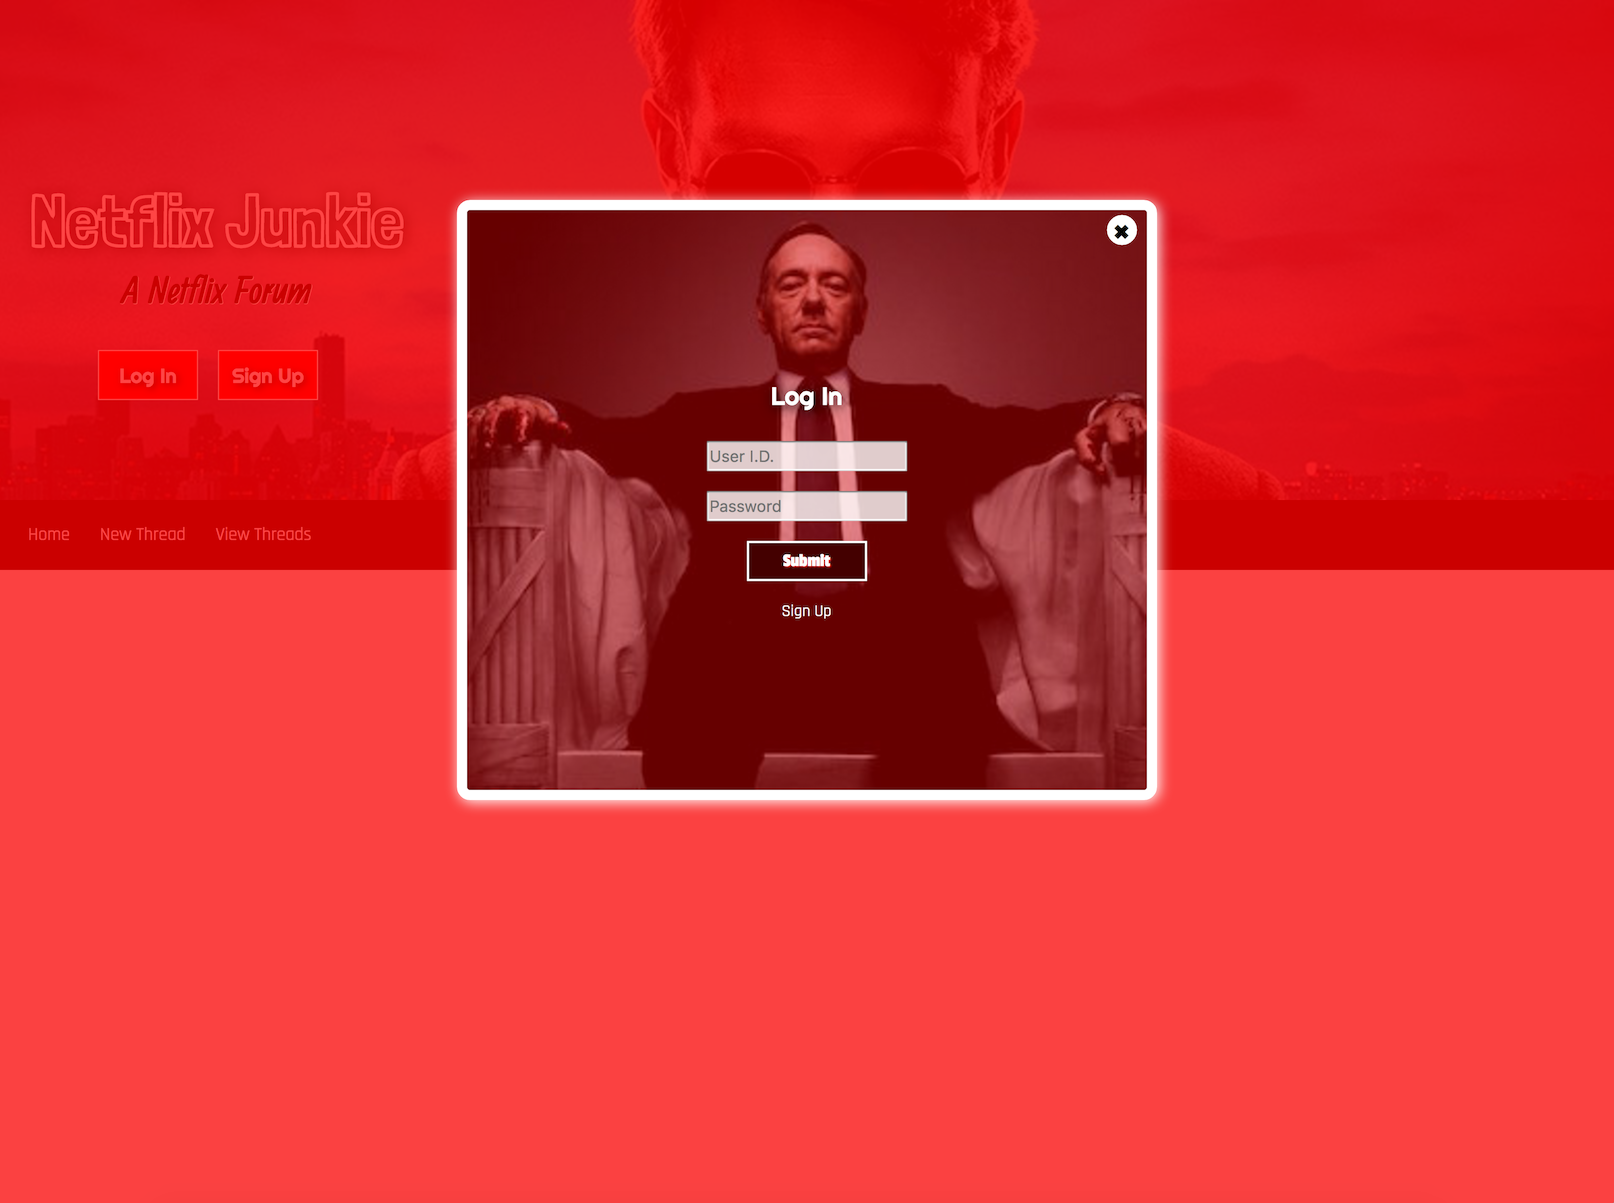 Netflix Junkie
A Netflix Forum
Log In
Sign Up
Home
New Thread
View Threads
Log In
User I.D.
Password
Submit
Sign Up